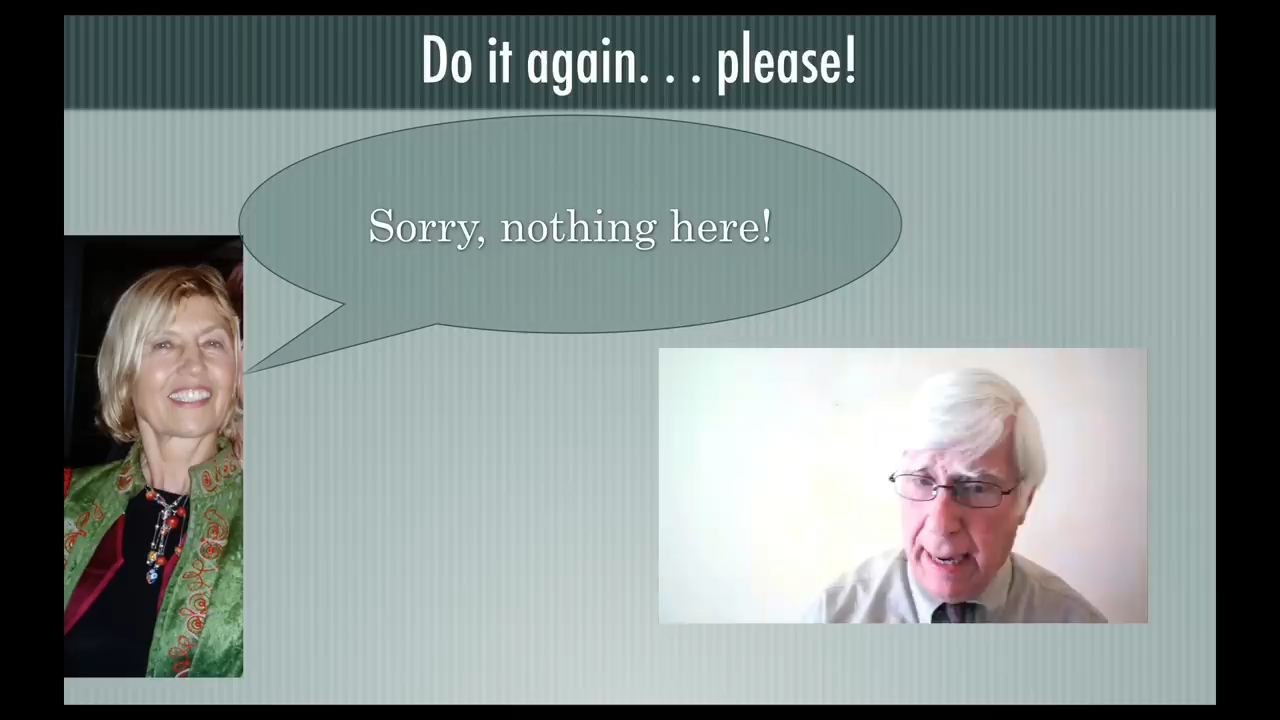 Do it again. . . please!
Sorry, nothing here!